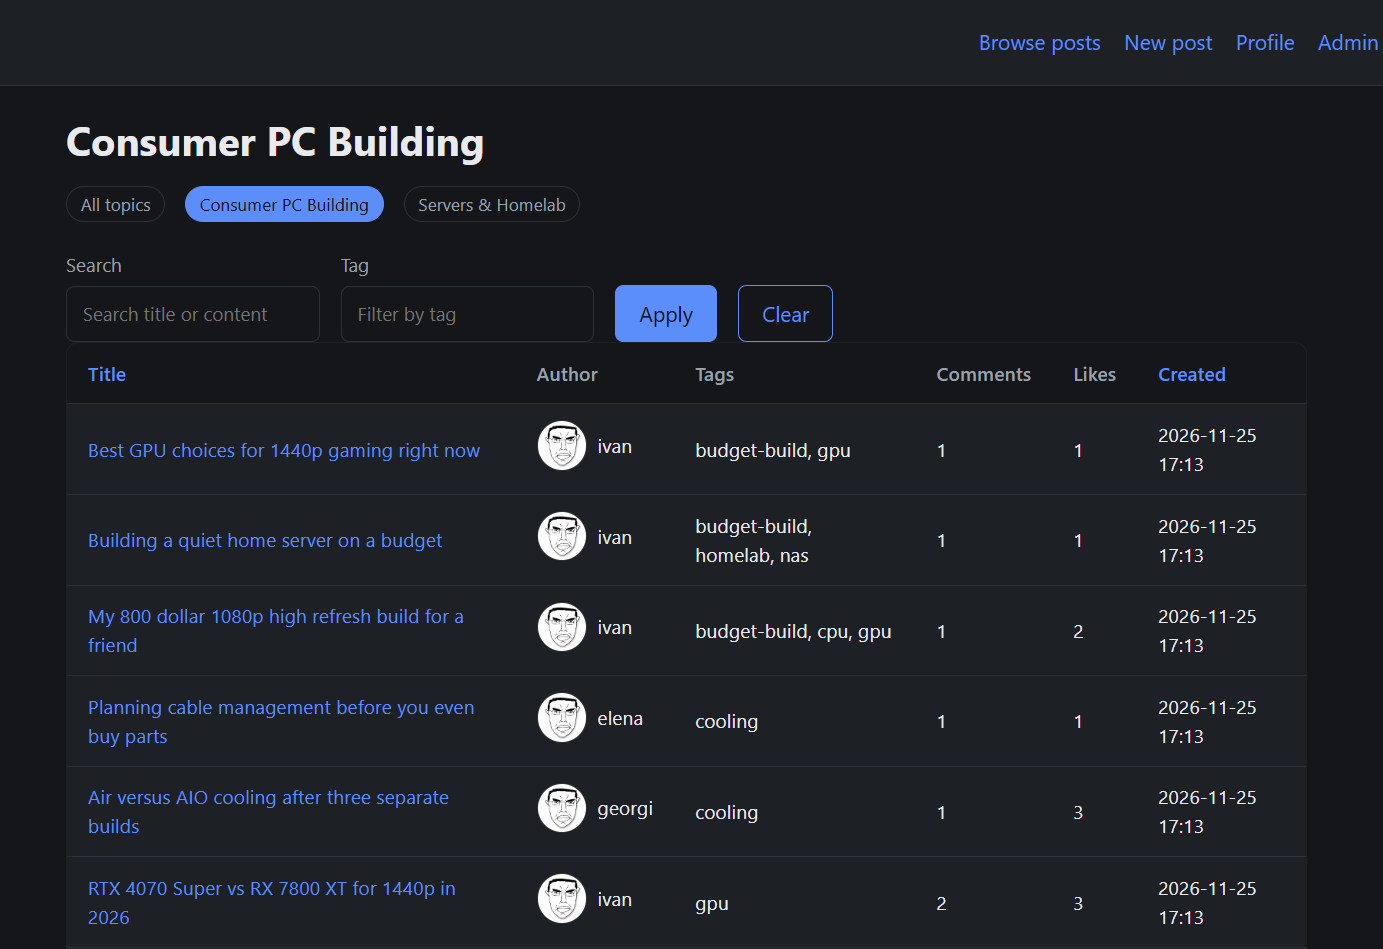 Browse posts New post Profile Admin
Consumer PC Building
All topics Consumer PC Building Servers & Homelab
Search Tag
Search title or content Filter by tag Apply Clear
Title Author Tags Comments Likes Created
Best GPU choices for 1440p gaming right now ivan budget-build, gpu 1 1 2026-11-25
17:13
Building a quiet home server on a budget ivan budget-build, 1 1 2026-11-25
homelab, nas 17:13
My 800 dollar 1080p high refresh build for a ivan budget-build, cpu, gpu 1 2 2026-11-25
friend 17:13
Planning cable management before you even elena cooling 1 1 2026-11-25
buy parts 17:13
Air versus AIO cooling after three separate georgi cooling 1 3 2026-11-25
builds 17:13
RTX 4070 Super vs RX 7800 XT for 1440p in ivan gpu 2 3 2026-11-25
2026 17:13